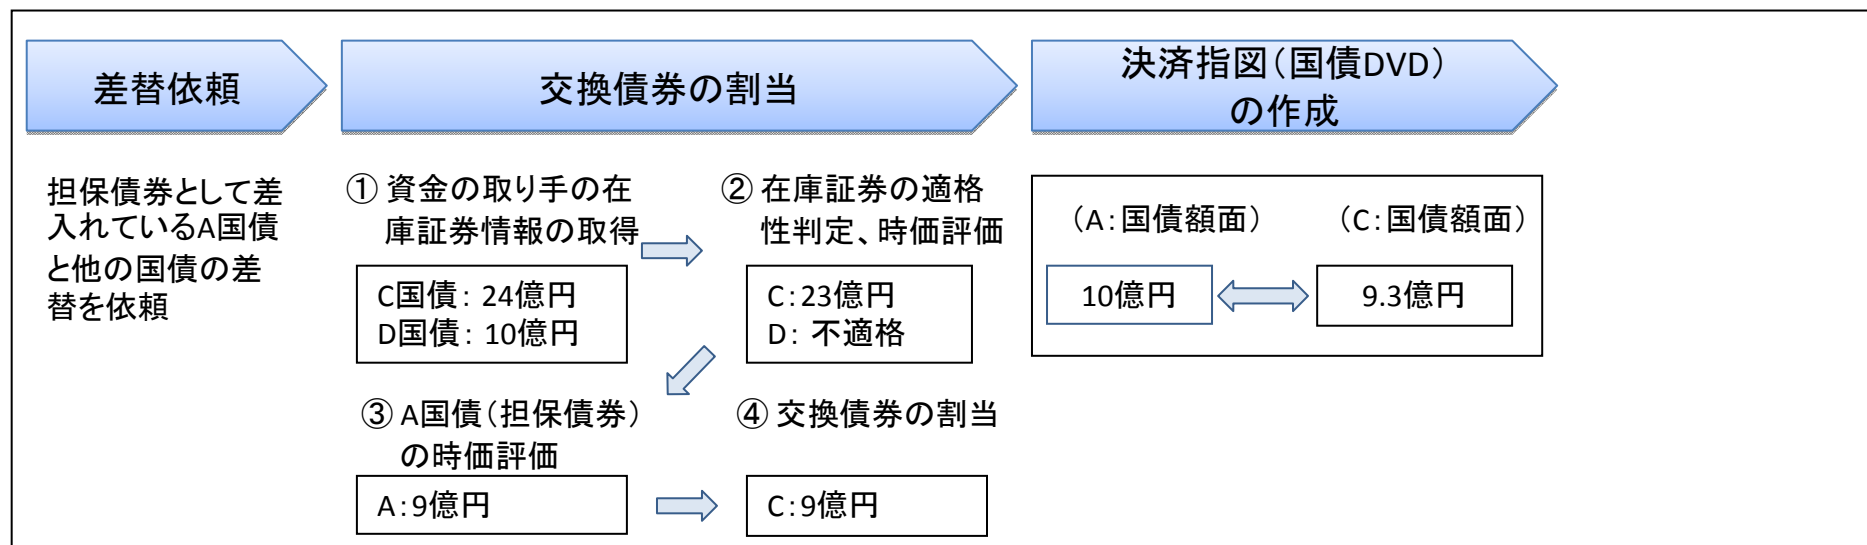 差替依頼
交換債券の割当
決済指図（国債DVD）
の作成
担保債券として差
入れているA国債
と他の国債の差
替を依頼
① 資金の取り手の在
庫証券情報の取得
C国債：24億円
D国債：10億円
② 在庫証券の適格
性判定、時価評価
C：23億円
D：不適格
③ A国債（担保債券）
の時価評価
A：9億円
④ 交換債券の割当
C：9億円
（A：国債額面）
（C：国債額面）
10億円
9.3億円